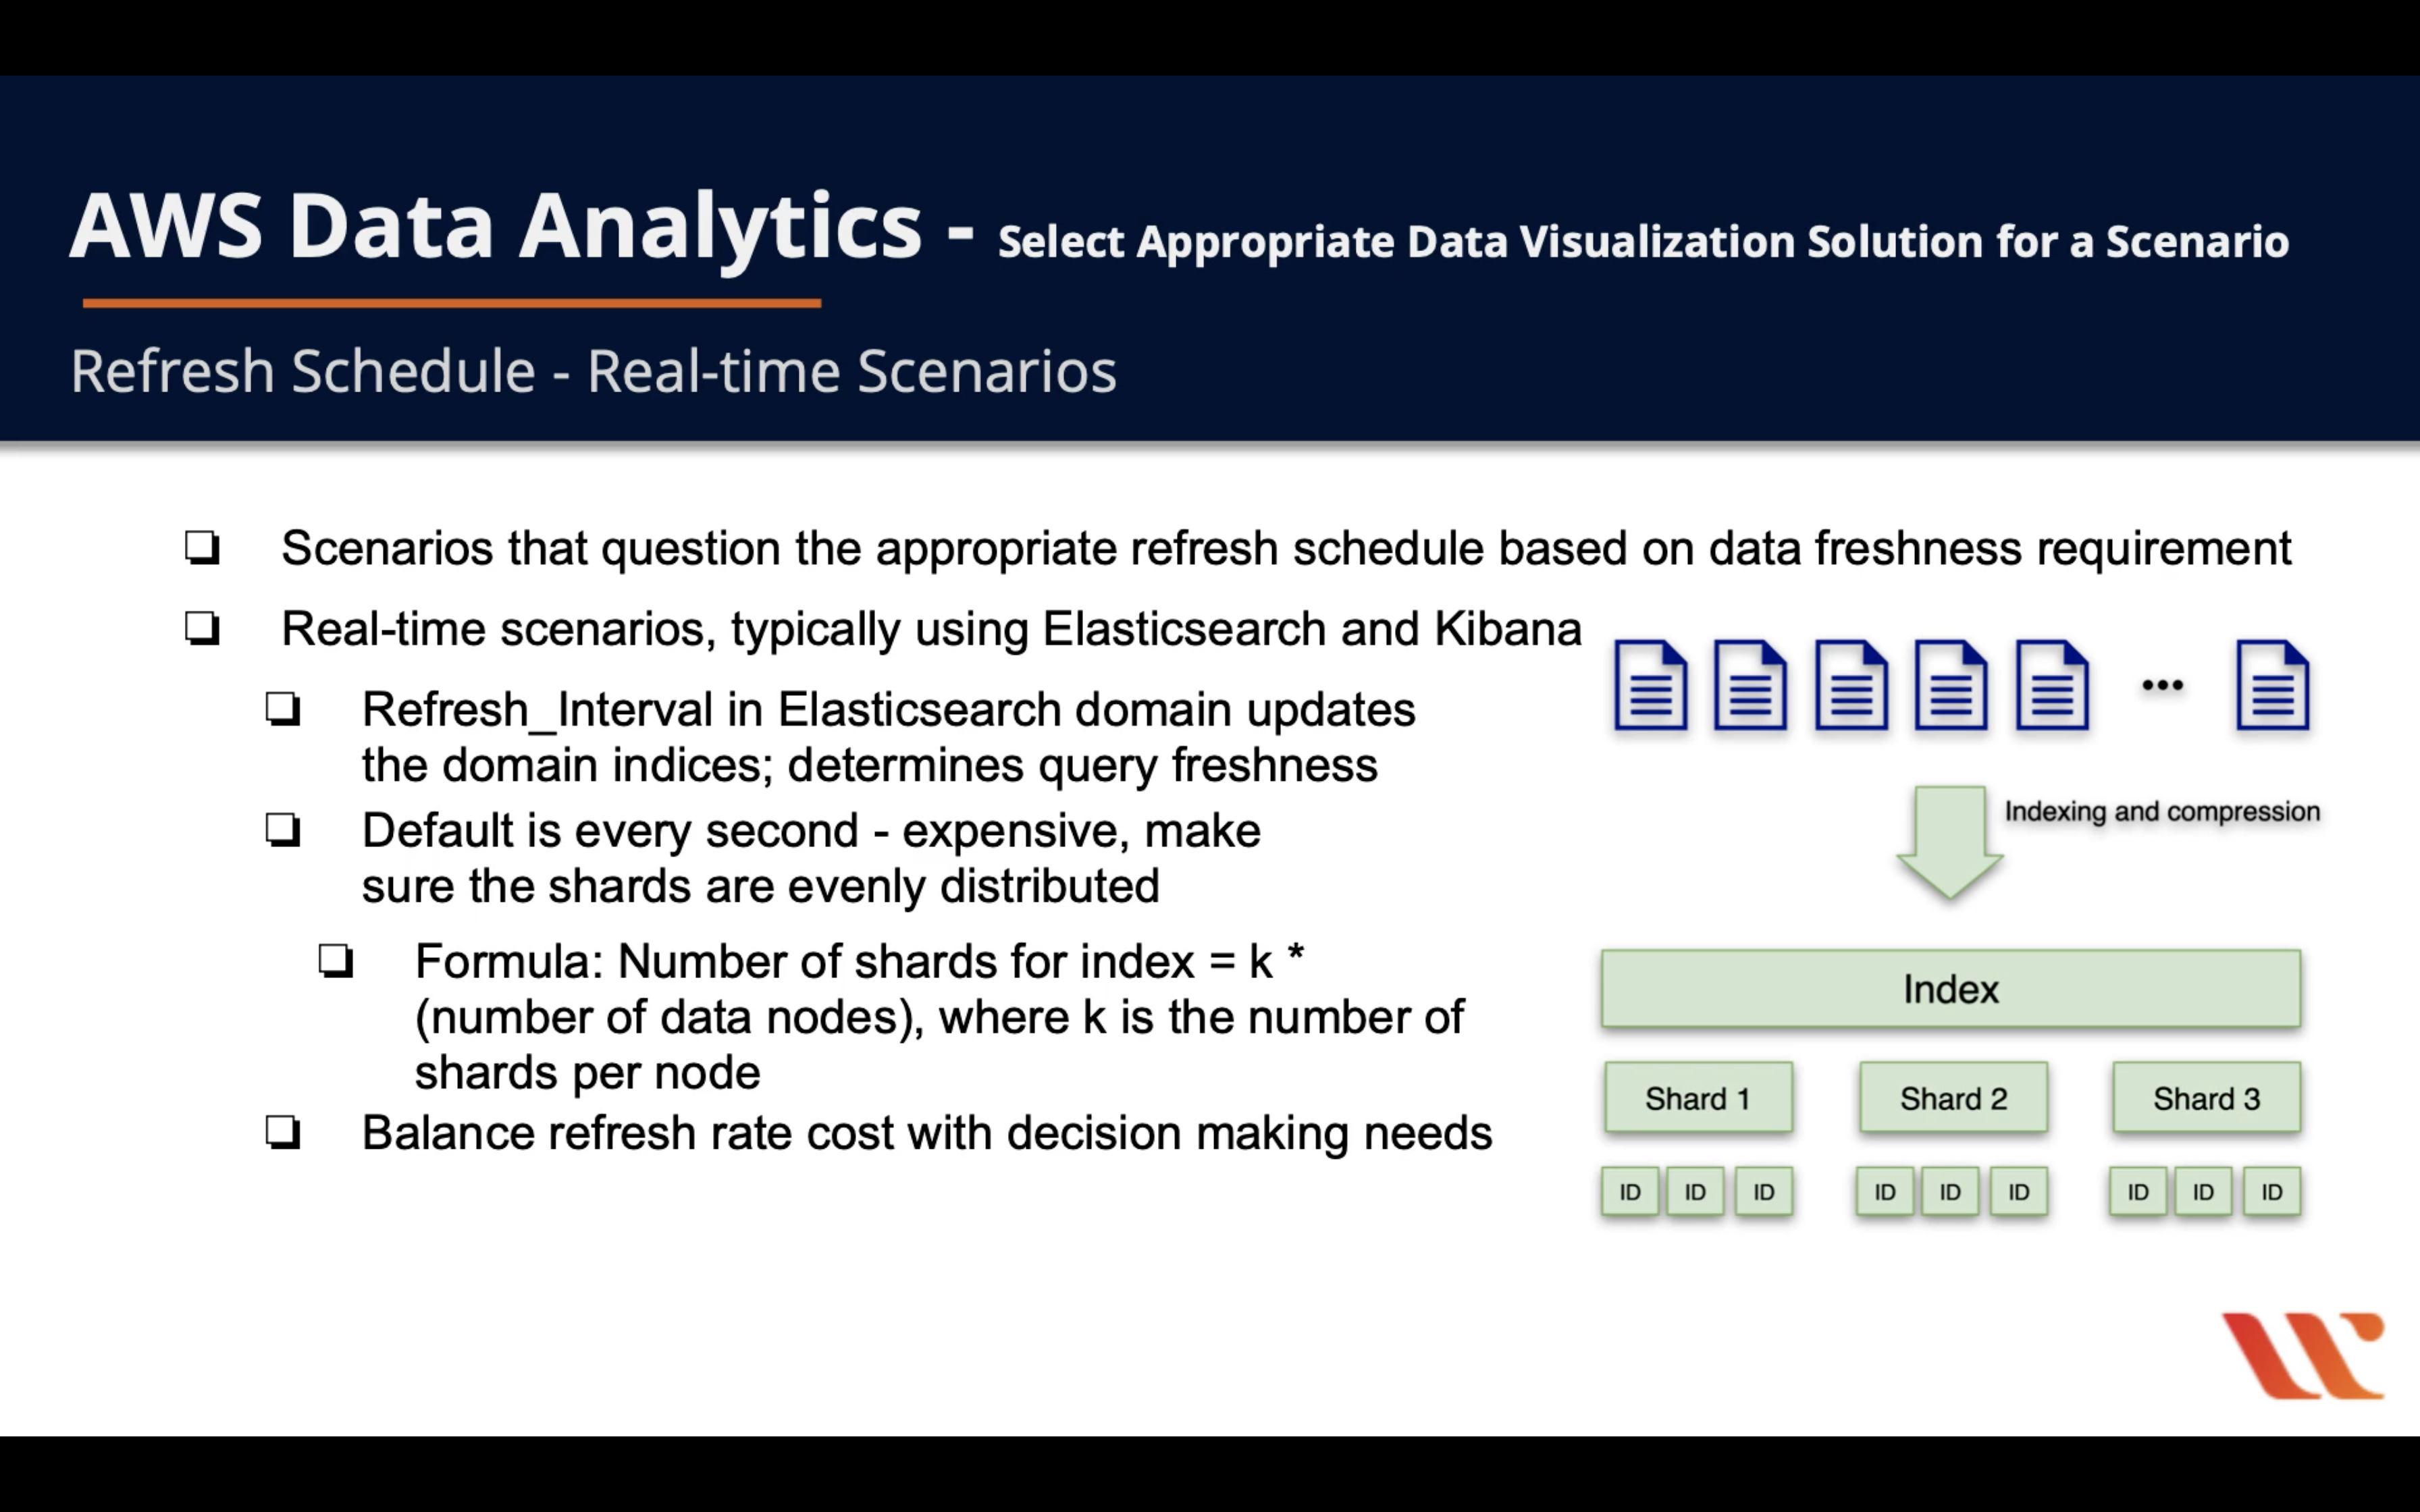 AWS Data Analytics - Select Appropriate Data Visualization Solution for a Scenario
Refresh Schedule - Real-time Scenarios
Scenarios that question the appropriate refresh schedule based on data freshness requirement
Real-time scenarios, typically using Elasticsearch and Kibana
Refresh_Interval in Elasticsearch domain updates
the domain indices; determines query freshness
Default is every second - expensive, make
sure the shards are evenly distributed
Formula: Number of shards for index = k *
(number of data nodes), where k is the number of
shards per node
Balance refresh rate cost with decision making needs
...
Indexing and compression
Index
Shard 1 Shard 2 Shard 3
ID ID ID ID ID ID ID ID ID